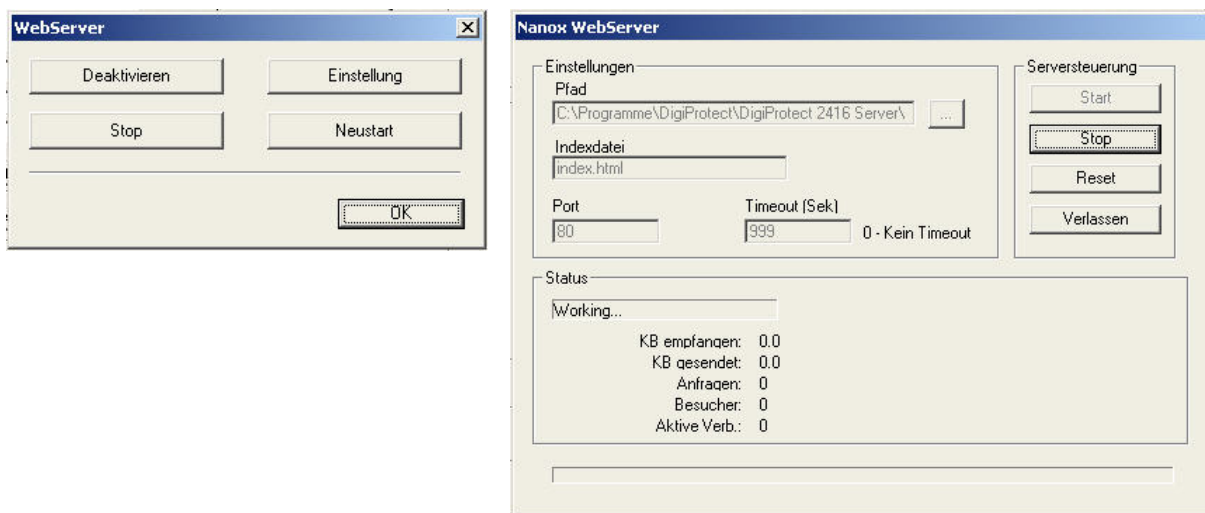 WebServer
Deaktivieren
Einstellung
Stop
Neustart
OK
Nanox WebServer
Einstellungen
Pfad
C:\Programme\DigiProtect\DigiProtect 2416 Server\
...
Indexdatei
index.html
Port
Timeout (Sek)
80
999
0 - Kein Timeout
Serversteuerung
Start
Stop
Reset
Verlassen
Status
Working...
KB empfangen: 0.0
KB gesendet: 0.0
Anfragen: 0
Besucher: 0
Aktive Verb.: 0